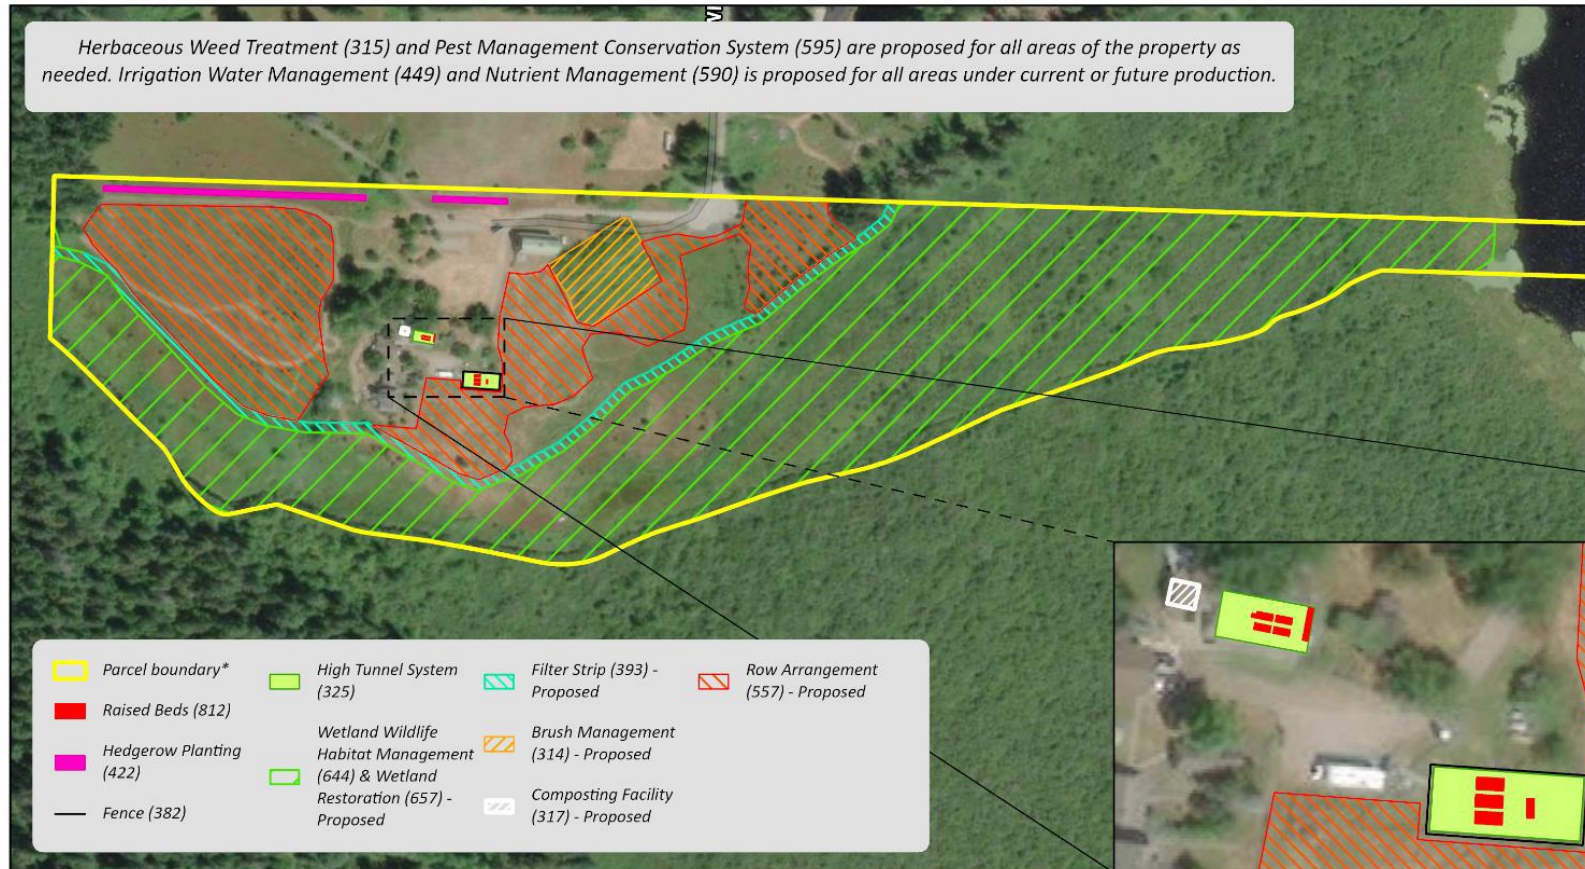 Herbaceous Weed Treatment (315) and Pest Management Conservation System (595) are proposed for all areas of the property as
needed. Irrigation Water Management (449) and Nutrient Management (590) is proposed for all areas under current or future production.
Parcel boundary*
Raised Beds (812)
Hedgerow Planting
(422)
Fence (382)
High Tunnel System
(325)
Wetland Wildlife
Habitat Management
(644) & Wetland
Restoration (657) -
Proposed
Filter Strip (393) -
Proposed
Brush Management
(314) - Proposed
Composting Facility
(317) - Proposed
Row Arrangement
(557) - Proposed